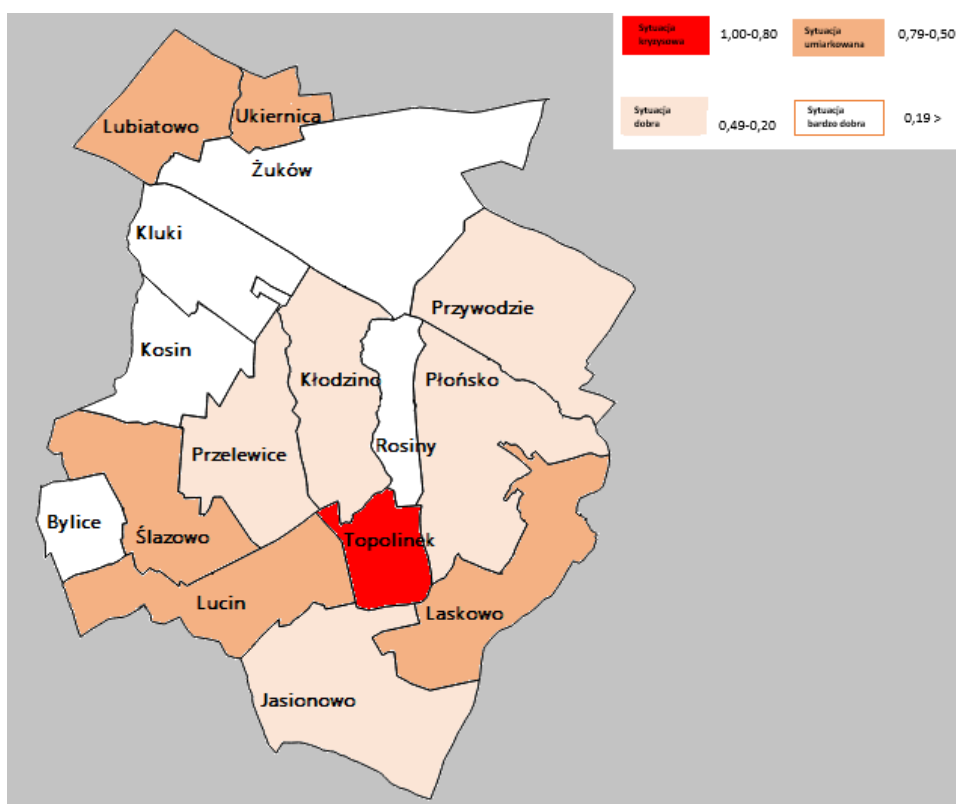 Sytuacja
kryzysowa
1,00-0,80
Sytuacja
umiarkowana
0,79-0,50
Sytuacja
dobra
0,49-0,20
Sytuacja
bardzo dobra
0,19 >
Lubiatowo
Ukiernica
Żuków
Kluki
Przywodzie
Kosin
Kłodzino
Płońsko
Przelewice
Rosiny
Bylice
Ślazowo
Topolinek
Lucin
Laskowo
Jasionowo